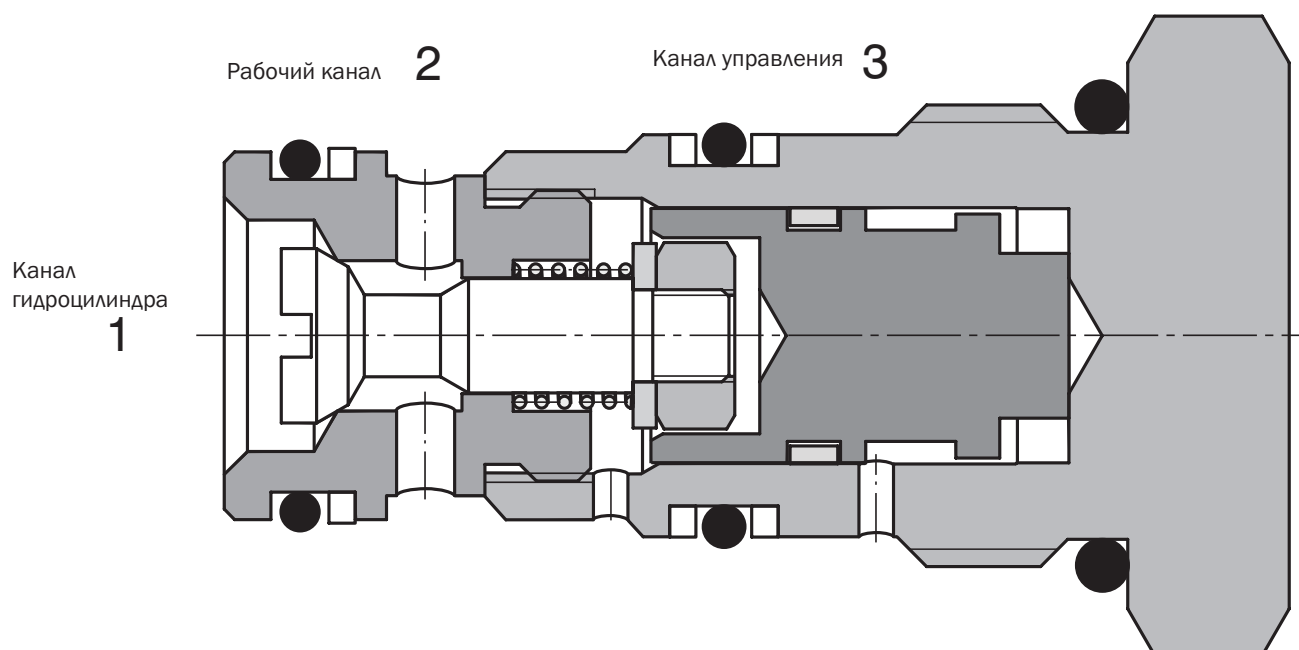 Рабочий канал 2
Канал управления 3
Канал
гидроцилиндра
1